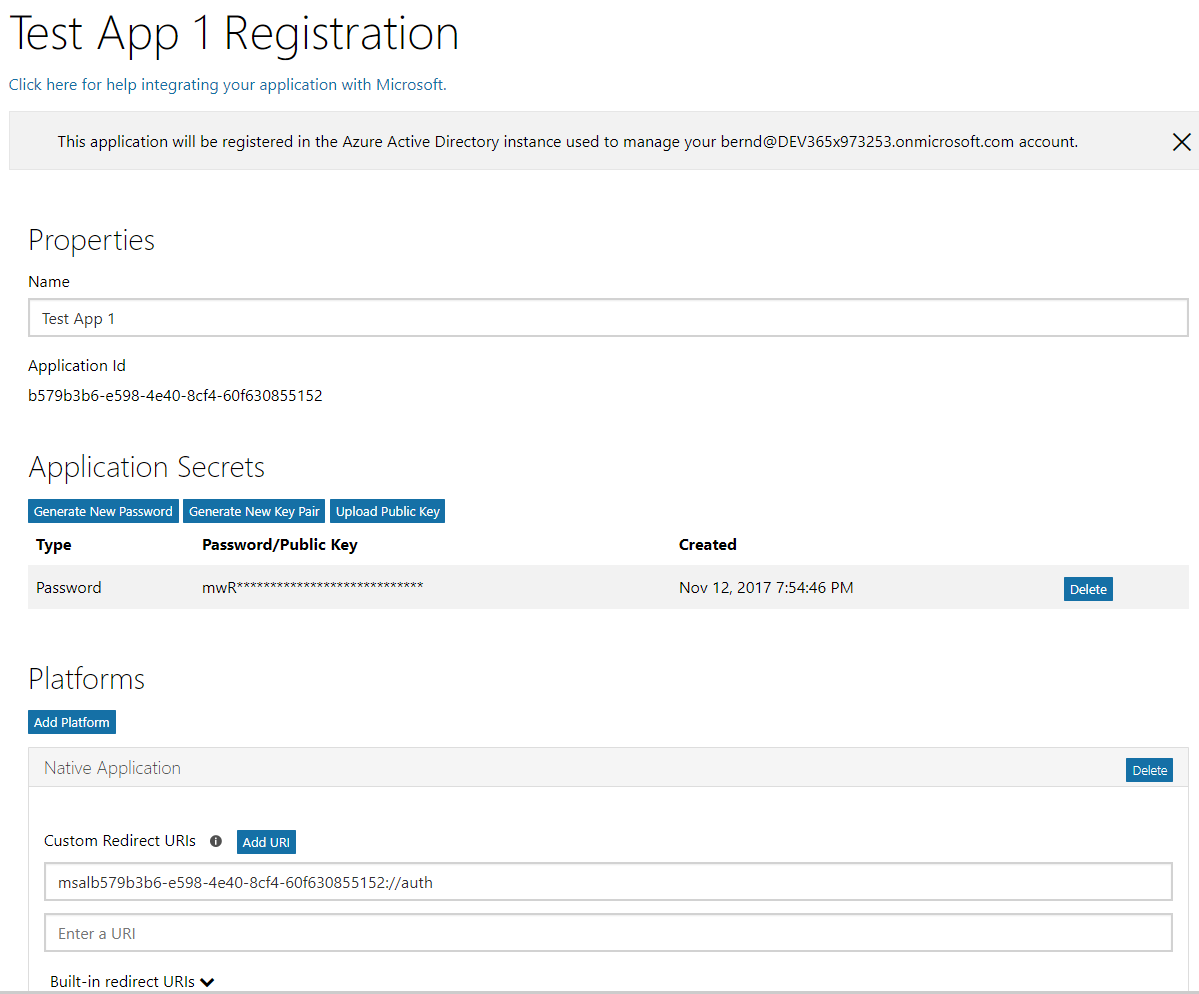 Test App 1 Registration
Click here for help integrating your application with Microsoft.
This application will be registered in the Azure Active Directory instance used to manage your bernd@DEV365x973253.onmicrosoft.com account.
Properties
Name
Test App 1
Application Id
b579b3b6-e598-4e40-8cf4-60f630855152
Application Secrets
Generate New Password Generate New Key Pair Upload Public Key
Type Password/Public Key Created
Password mwR**************************** Nov 12, 2017 7:54:46 PM Delete
Platforms
Add Platform
Native Application Delete
Custom Redirect URIs Add URI
msalb579b3b6-e598-4e40-8cf4-60f630855152://auth
Enter a URI
Built-in redirect URIs